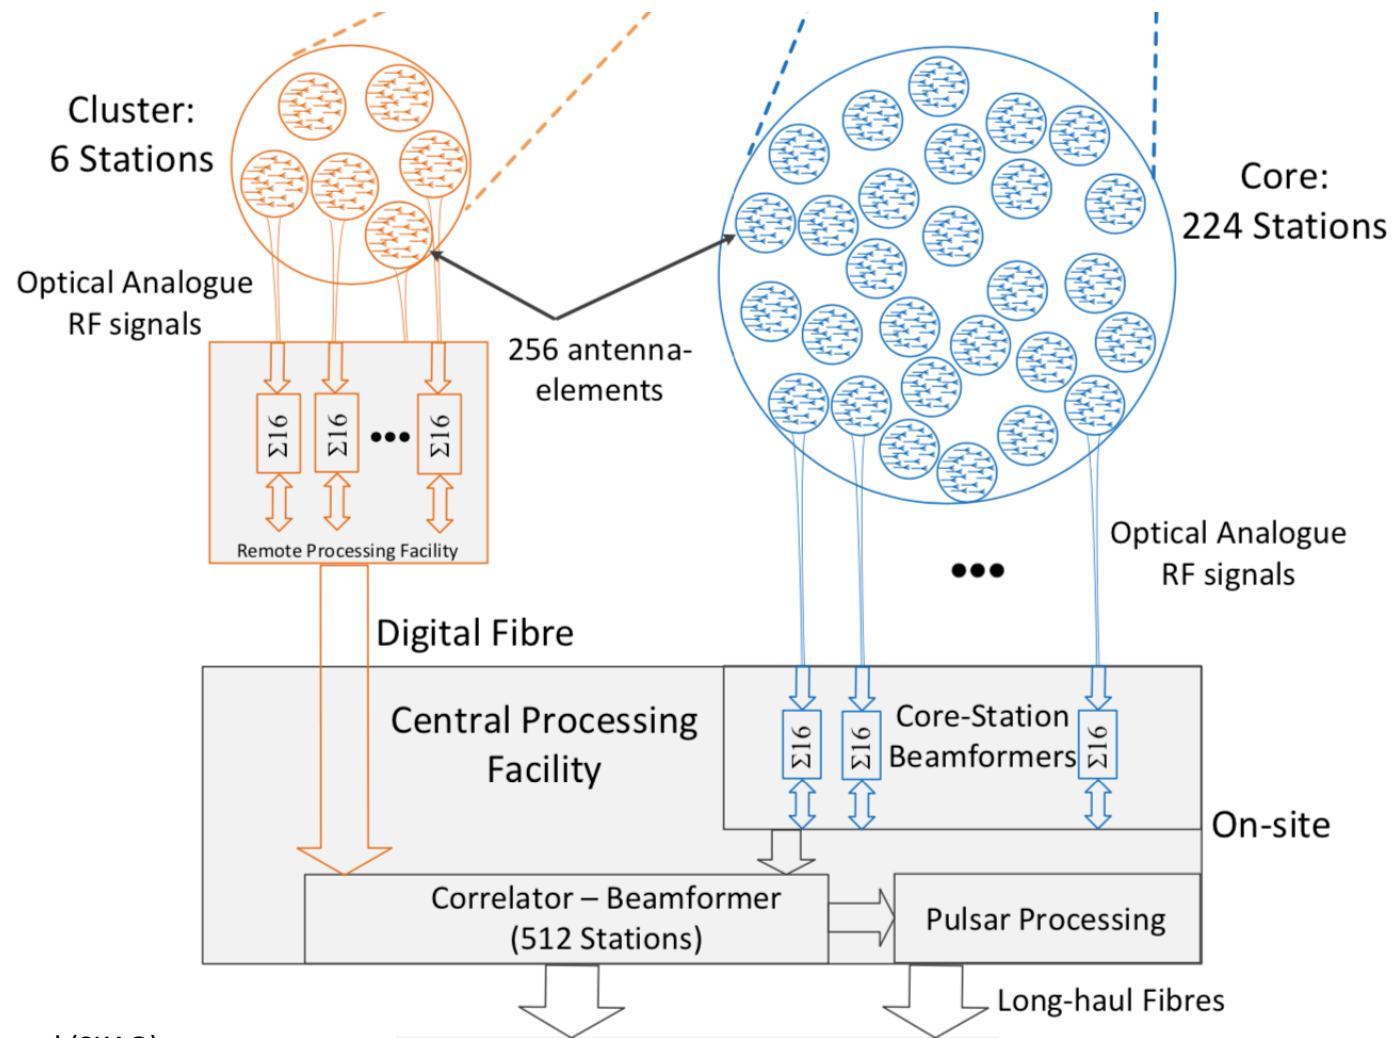 Cluster:
6 Stations
Core:
224 Stations
Optical Analogue
RF signals
256 antenna-
elements
Σ16
Σ16
•••
Σ16
Remote Processing Facility
•••
Optical Analogue
RF signals
Digital Fibre
Central Processing
Facility
Core-Station
Beamformers
Σ16
Σ16
Σ16
On-site
Correlator – Beamformer
(512 Stations)
Pulsar Processing
Long-haul Fibres